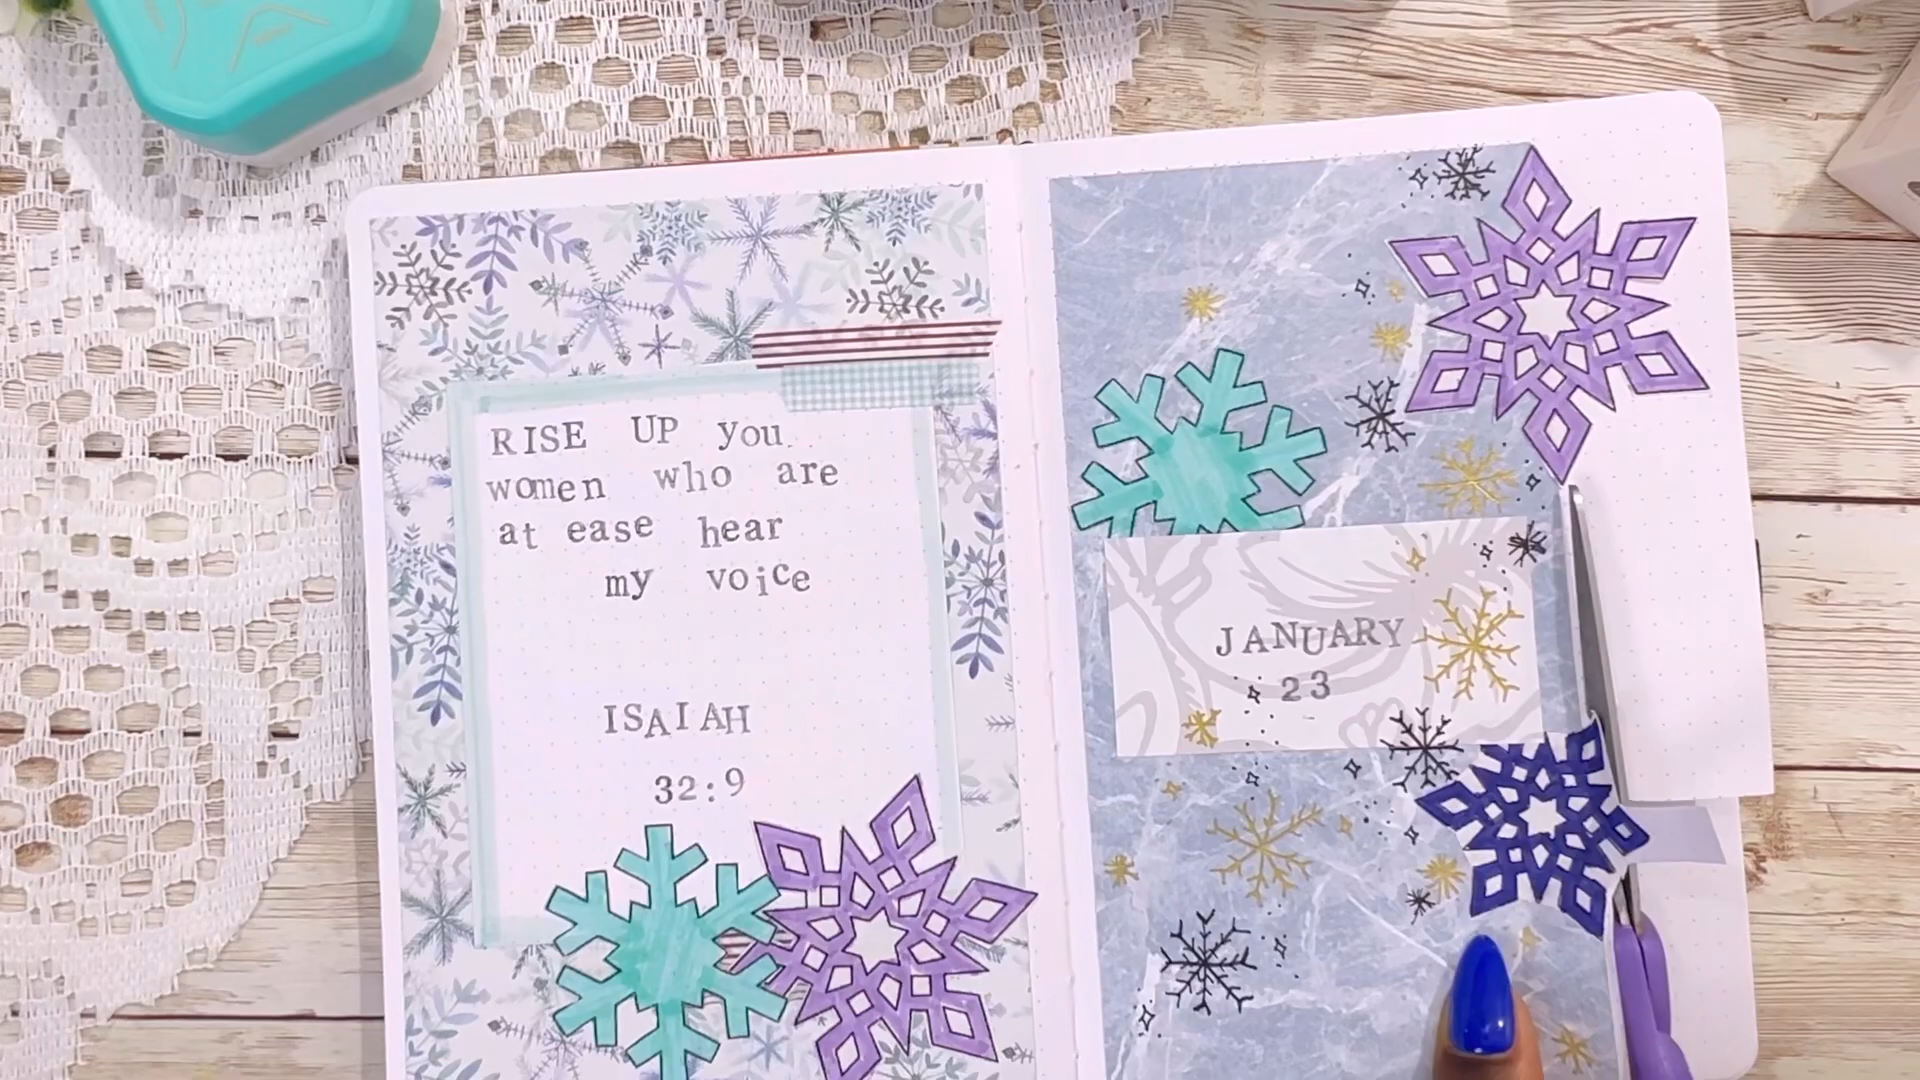 RISE UP you
women who are
at ease hear
my voice
ISAIAH
32:9
JANUARY
23